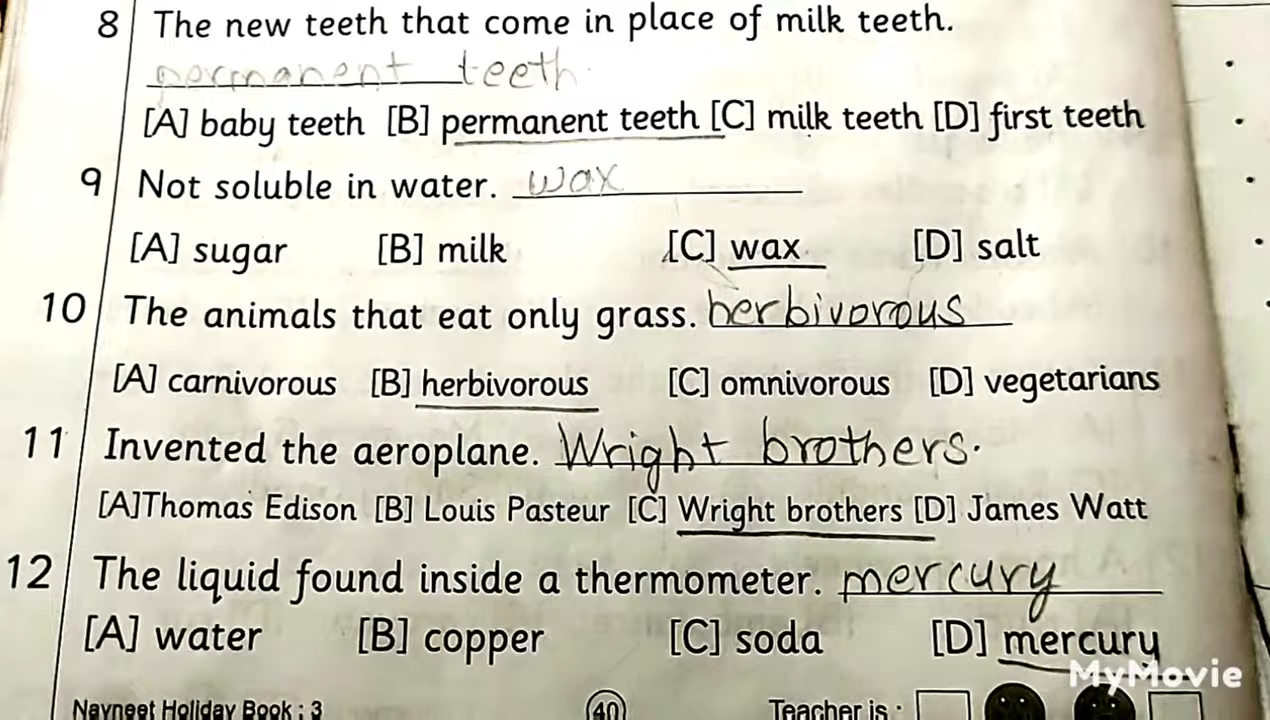 8 The new teeth that come in place of milk teeth.
permanent teeth
[A] baby teeth [B] permanent teeth [C] milk teeth [D] first teeth
9 Not soluble in water. wax
[A] sugar [B] milk [C] wax [D] salt
10 The animals that eat only grass. herbivorous
[A] carnivorous [B] herbivorous [C] omnivorous [D] vegetarians
11 Invented the aeroplane. Wright brothers.
[A]Thomas Edison [B] Louis Pasteur [C] Wright brothers [D] James Watt
12 The liquid found inside a thermometer. mercury
[A] water [B] copper [C] soda [D] mercury
MyMovie
Navneet Holiday Book : 3 40 Teacher is :